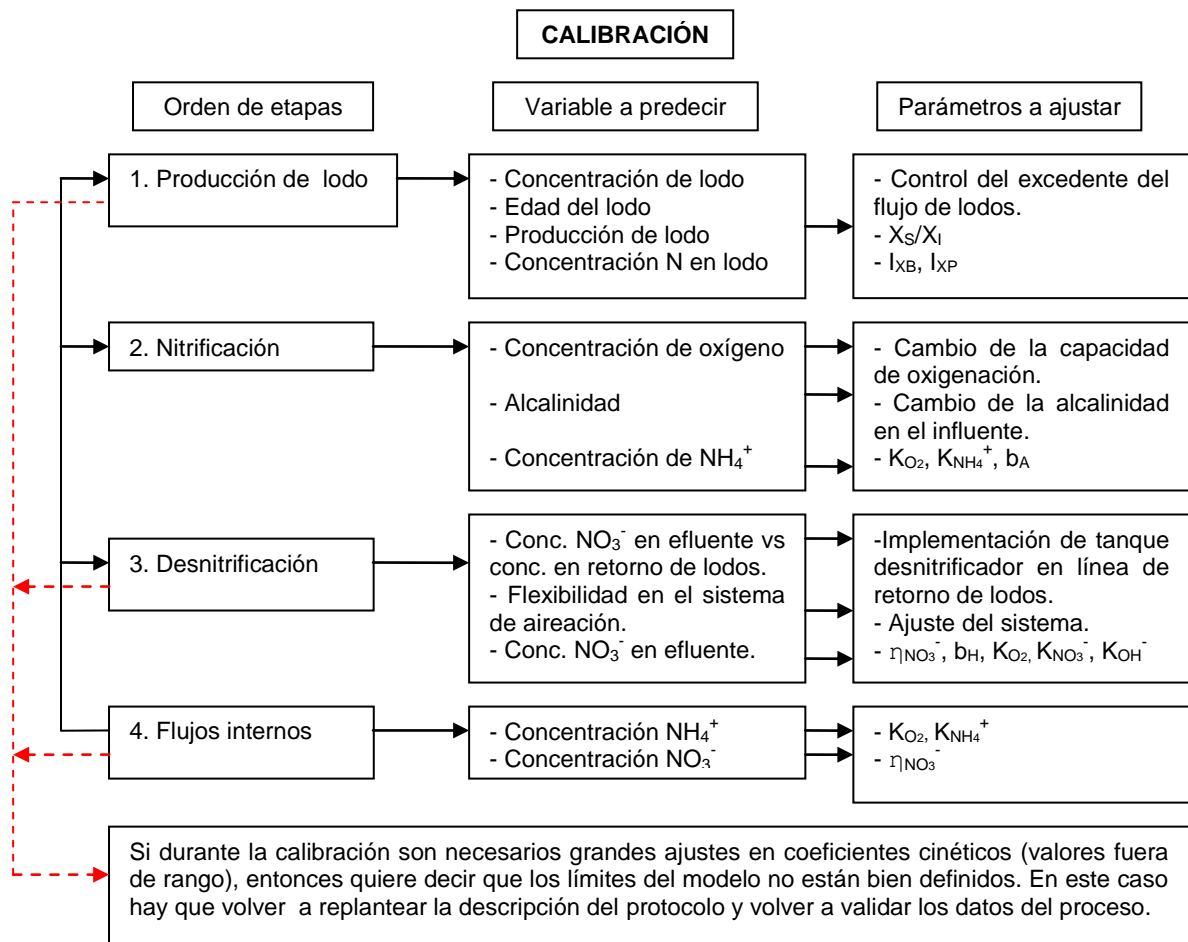 CALIBRACIÓN
Orden de etapas
Variable a predecir
Parámetros a ajustar
1. Producción de lodo
- Concentración de lodo
- Edad del lodo
- Producción de lodo
- Concentración N en lodo
- Control del excedente del
flujo de lodos.
- XS/XI
- IXB, IXP
2. Nitrificación
- Concentración de oxígeno
- Alcalinidad
- Concentración de NH4+
- Cambio de la capacidad
de oxigenación.
- Cambio de la alcalinidad
en el influente.
- KO2, KNH4+, bA
3. Desnitrificación
- Conc. NO3- en efluente vs
conc. en retorno de lodos.
- Flexibilidad en el sistema
de aireación.
- Conc. NO3- en efluente.
-Implementación de tanque
desnitrificador en línea de
retorno de lodos.
- Ajuste del sistema.
- ηNO3-, bH, KO2, KNO3-, KOH-
4. Flujos internos
- Concentración NH4+
- Concentración NO3-
- KO2, KNH4+
- ηNO3-
Si durante la calibración son necesarios grandes ajustes en coeficientes cinéticos (valores fuera
de rango), entonces quiere decir que los límites del modelo no están bien definidos. En este caso
hay que volver a replantear la descripción del protocolo y volver a validar los datos del proceso.